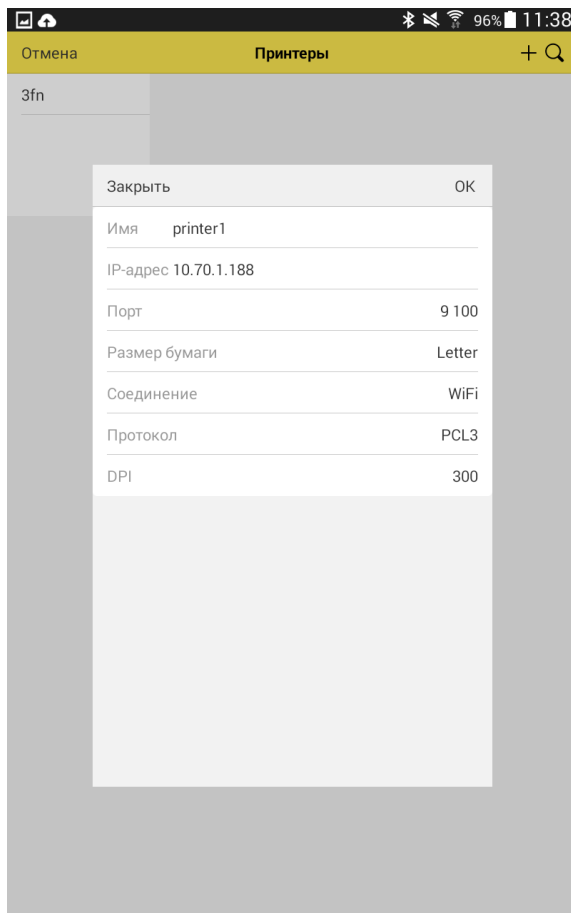 96% 11:38
Отмена Принтеры
3fn
Закрыть OK
Имя printer1
IP-адрес 10.70.1.188
Порт 9 100
Размер бумаги Letter
Соединение WiFi
Протокол PCL3
DPI 300